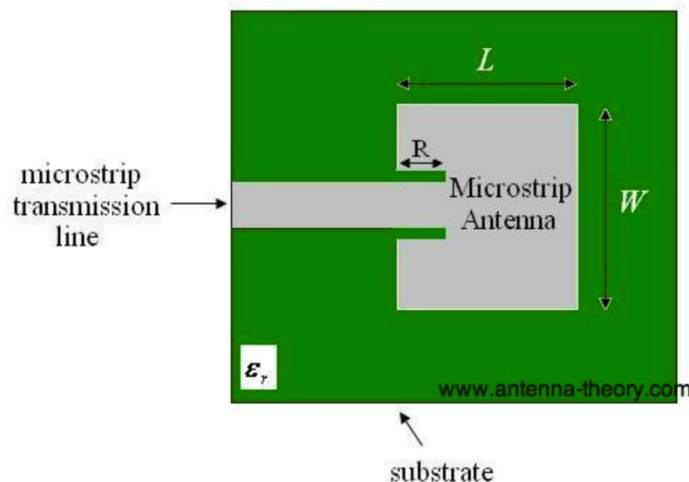 L
R
microstrip
transmission
line
Microstrip
Antenna
W
εᵣ
www.antenna-theory.com
substrate